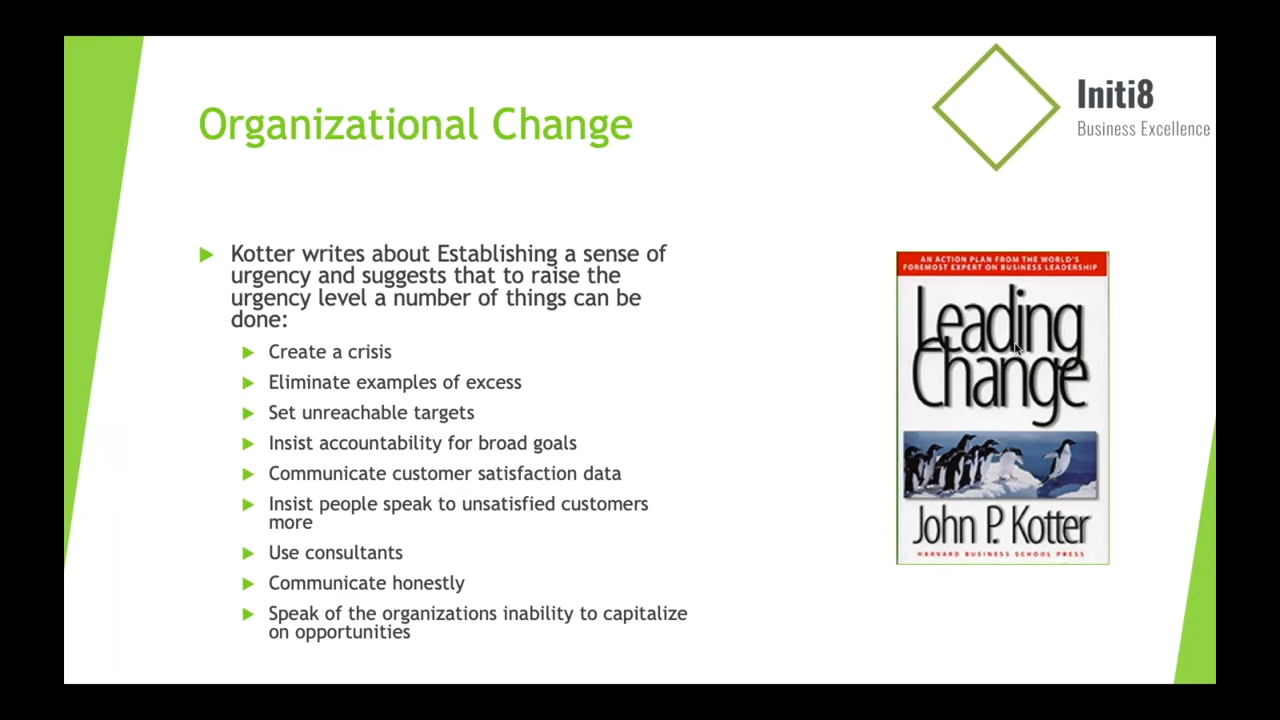 Organizational Change
Initi8
Business Excellence
Kotter writes about Establishing a sense of
urgency and suggests that to raise the
urgency level a number of things can be
done:
Create a crisis
Eliminate examples of excess
Set unreachable targets
Insist accountability for broad goals
Communicate customer satisfaction data
Insist people speak to unsatisfied customers
more
Use consultants
Communicate honestly
Speak of the organizations inability to capitalize
on opportunities
AN ACTION PLAN FROM THE WORLD'S
FOREMOST EXPERT ON BUSINESS LEADERSHIP
Leading
Change
John P. Kotter
HARVARD BUSINESS SCHOOL PRESS